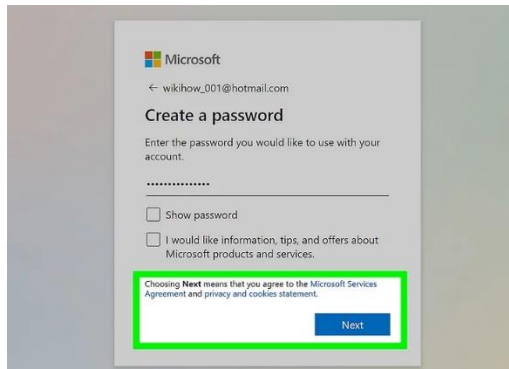 Microsoft
← wikihow_001@hotmail.com
Create a password
Enter the password you would like to use with your
account.
•••••••••••••••
Show password
I would like information, tips, and offers about
Microsoft products and services.
Choosing Next means that you agree to the Microsoft Services
Agreement and privacy and cookies statement.
Next